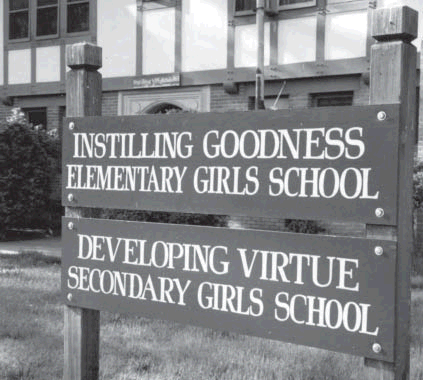 INSTILLING GOODNESS
ELEMENTARY GIRLS SCHOOL
DEVELOPING VIRTUE
SECONDARY GIRLS SCHOOL